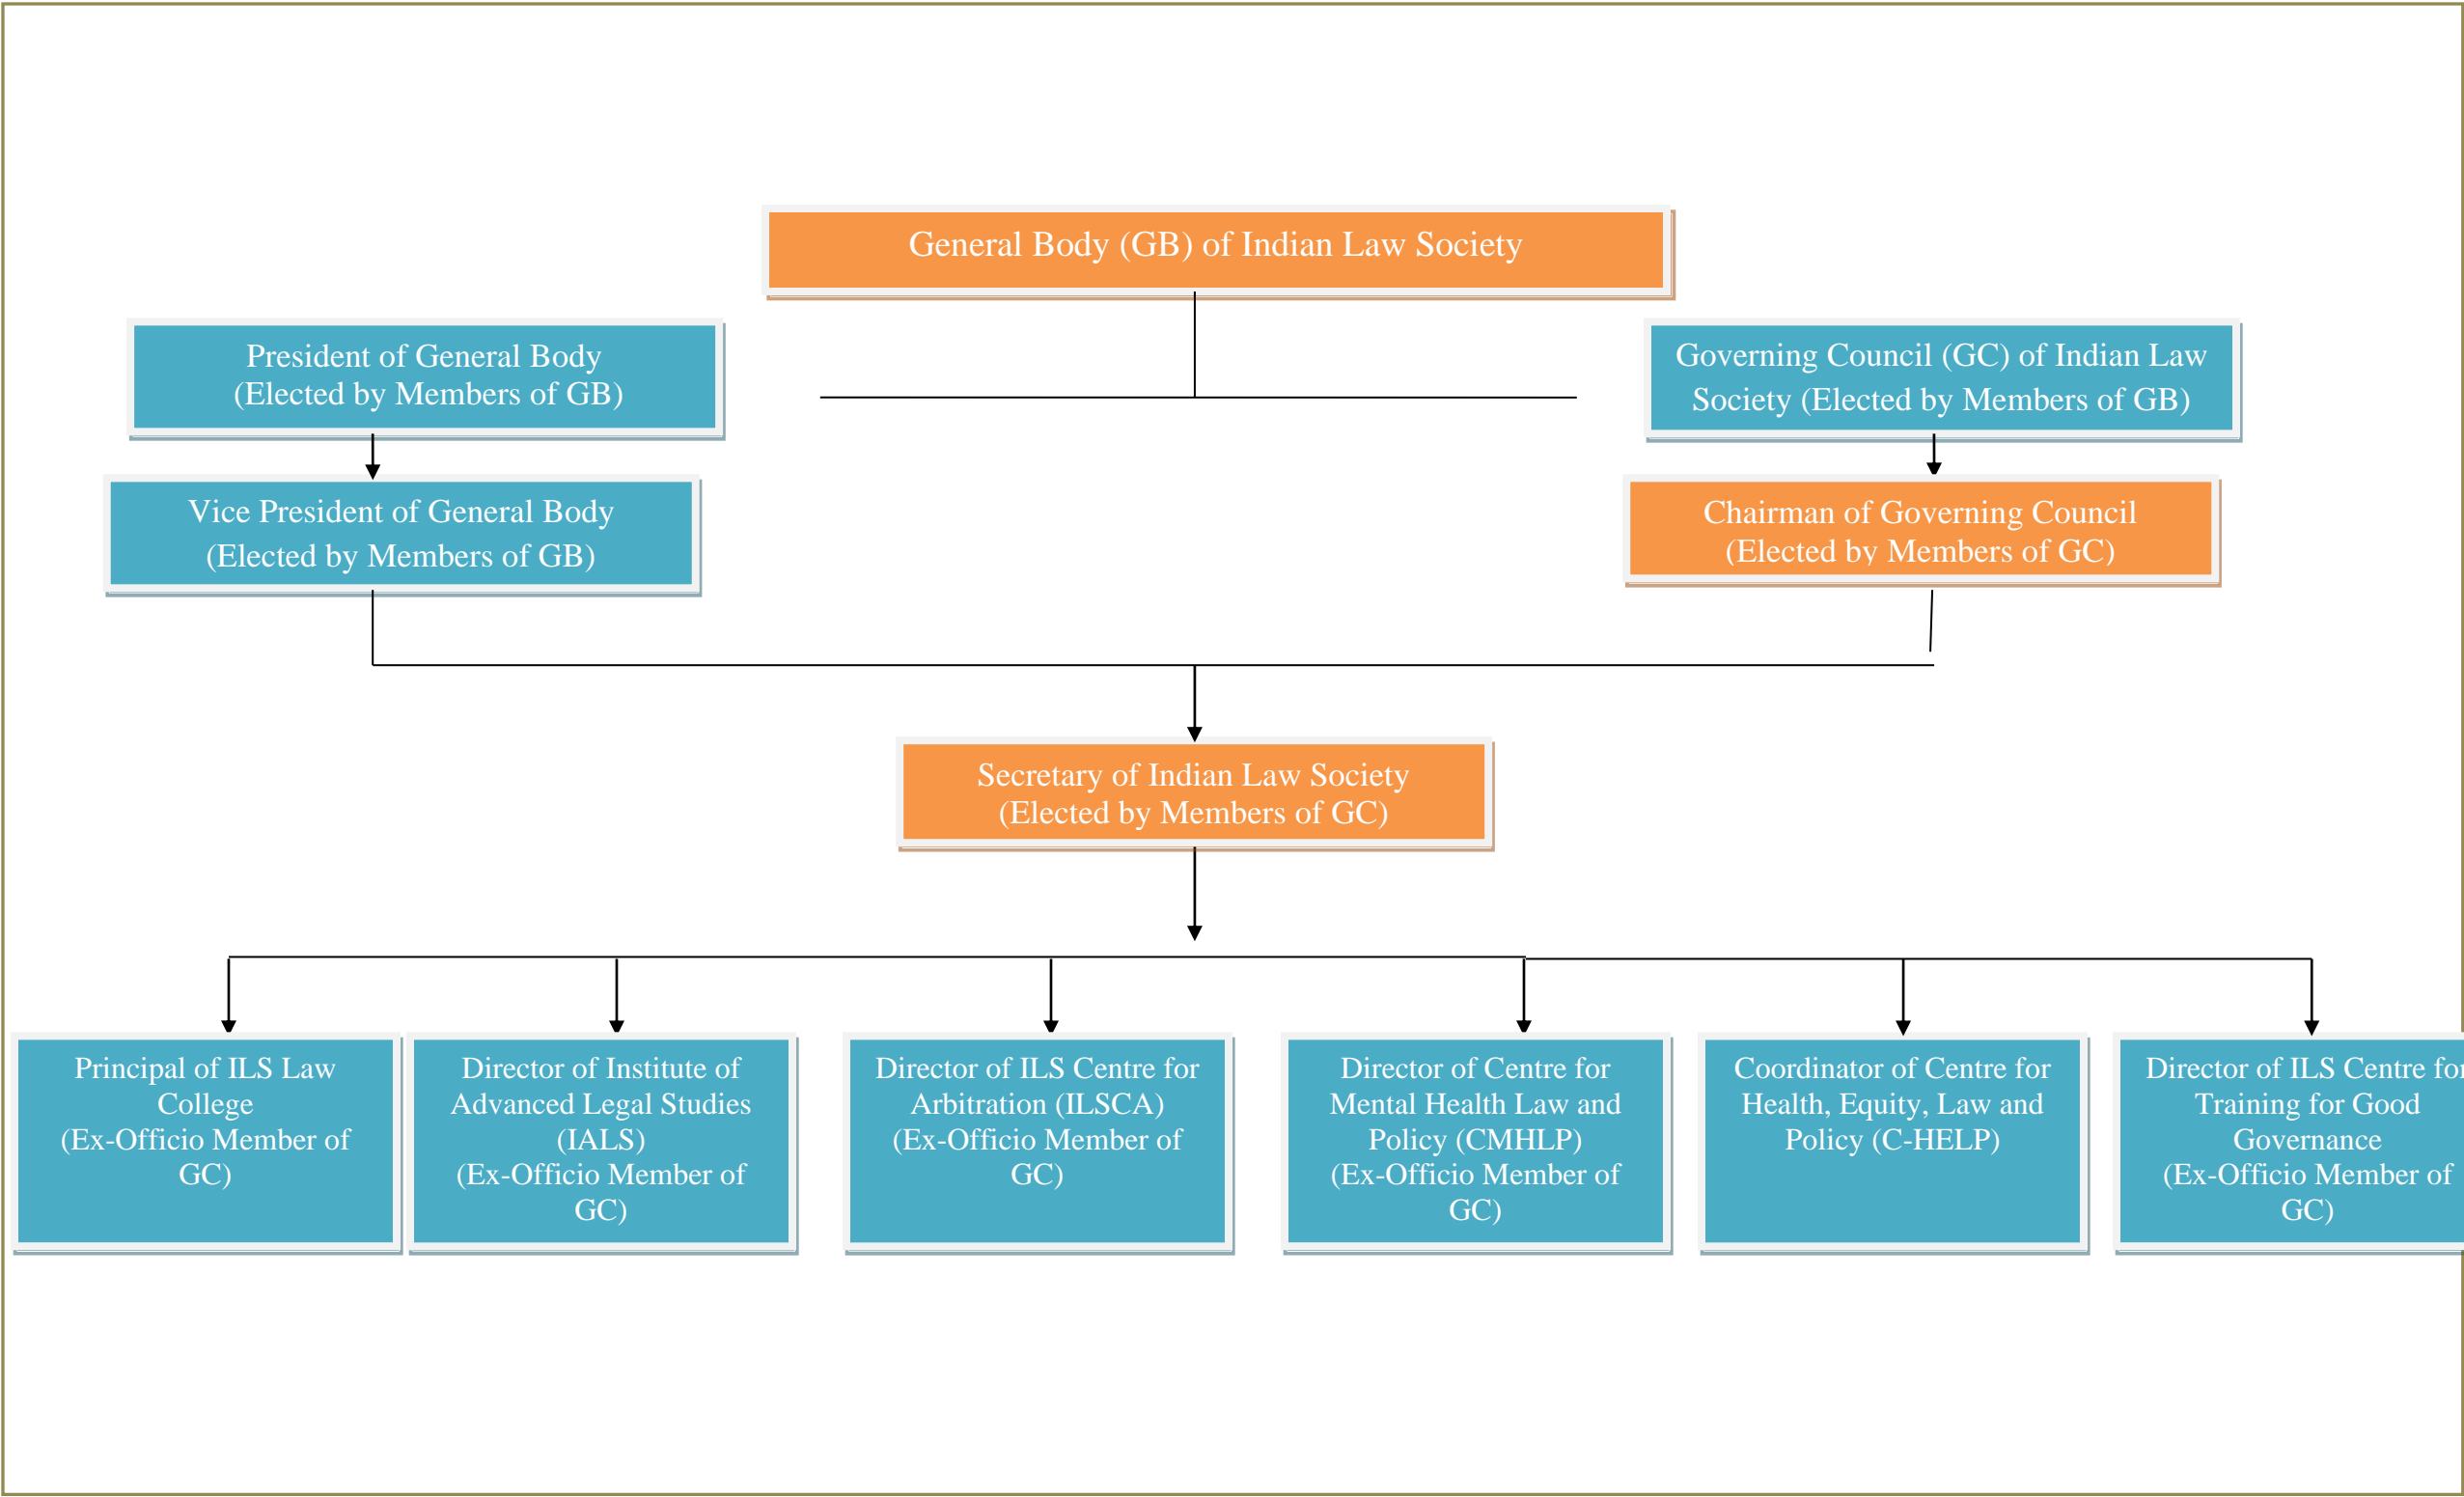 General Body (GB) of Indian Law Society
President of General Body
(Elected by Members of GB)
Governing Council (GC) of Indian Law
Society (Elected by Members of GB)
Vice President of General Body
(Elected by Members of GB)
Chairman of Governing Council
(Elected by Members of GC)
Secretary of Indian Law Society
(Elected by Members of GC)
Principal of ILS Law
College
(Ex-Officio Member of
GC)
Director of Institute of
Advanced Legal Studies
(IALS)
(Ex-Officio Member of
GC)
Director of ILS Centre for
Arbitration (ILSCA)
(Ex-Officio Member of
GC)
Director of Centre for
Mental Health Law and
Policy (CMHLP)
(Ex-Officio Member of
GC)
Coordinator of Centre for
Health, Equity, Law and
Policy (C-HELP)
Director of ILS Centre for
Training for Good
Governance
(Ex-Officio Member of
GC)